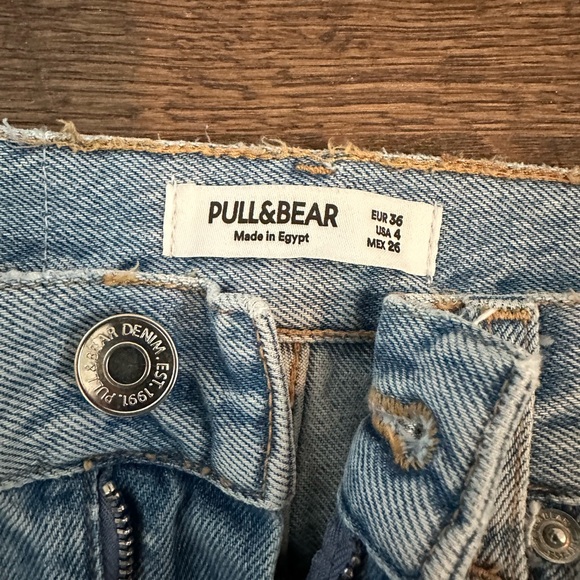 PULL&BEAR
Made in Egypt
EUR 36
USA 4
MEX 26
PULL&BEAR DENIM. EST. 1991.